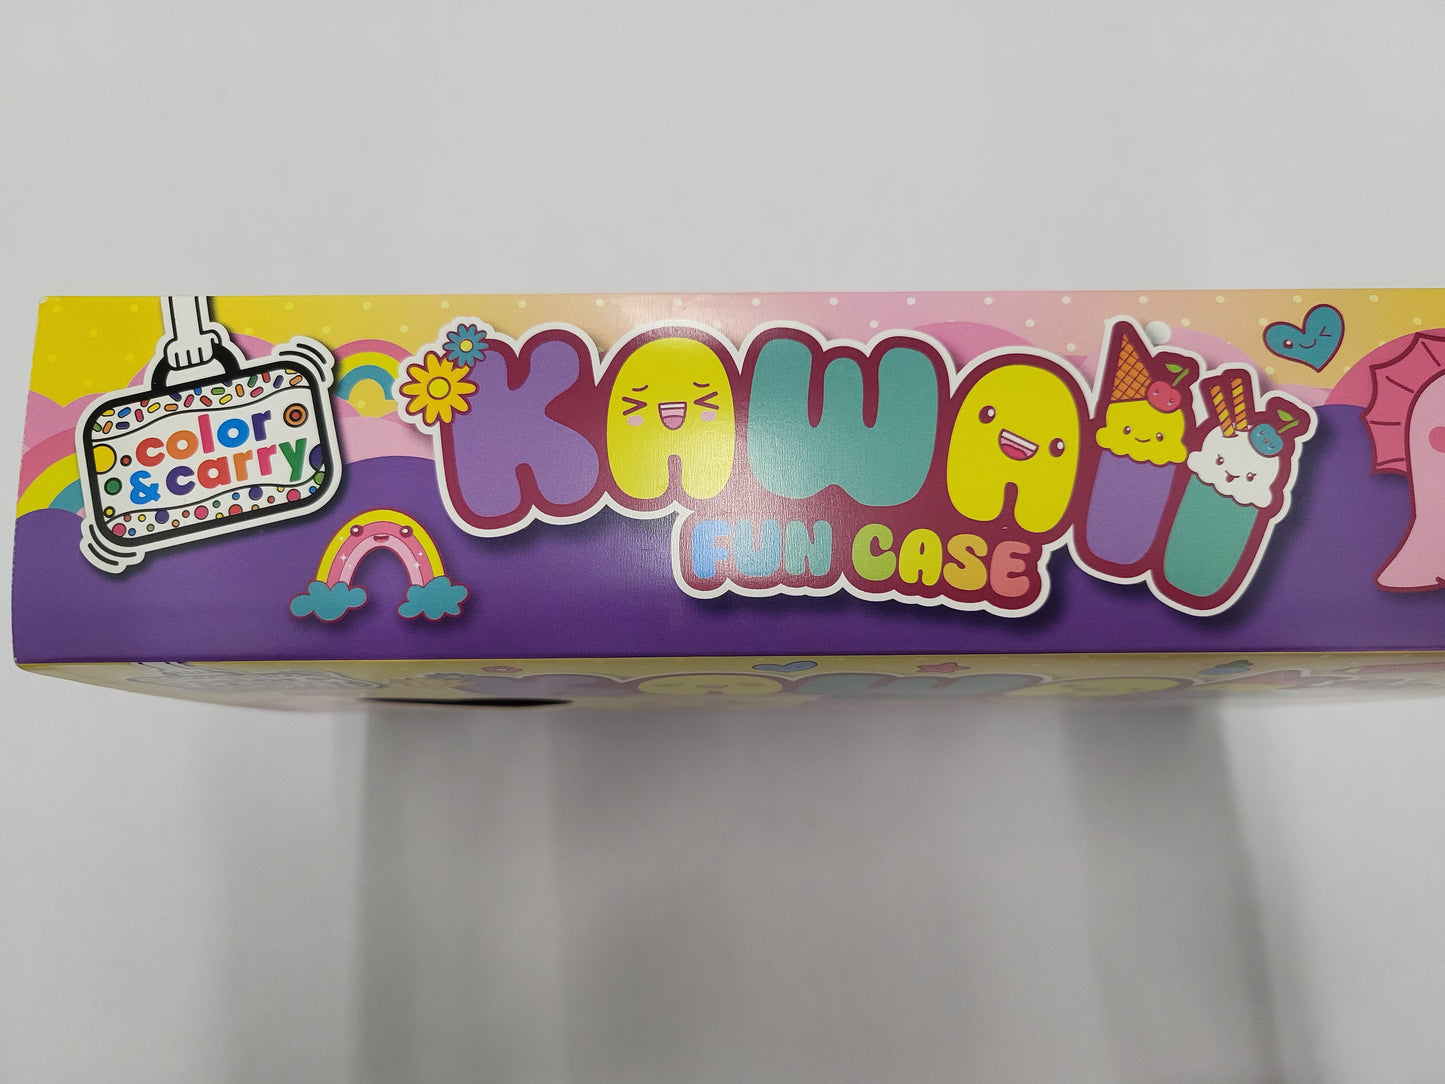 color
& carry
KAWAii
FUN CASE